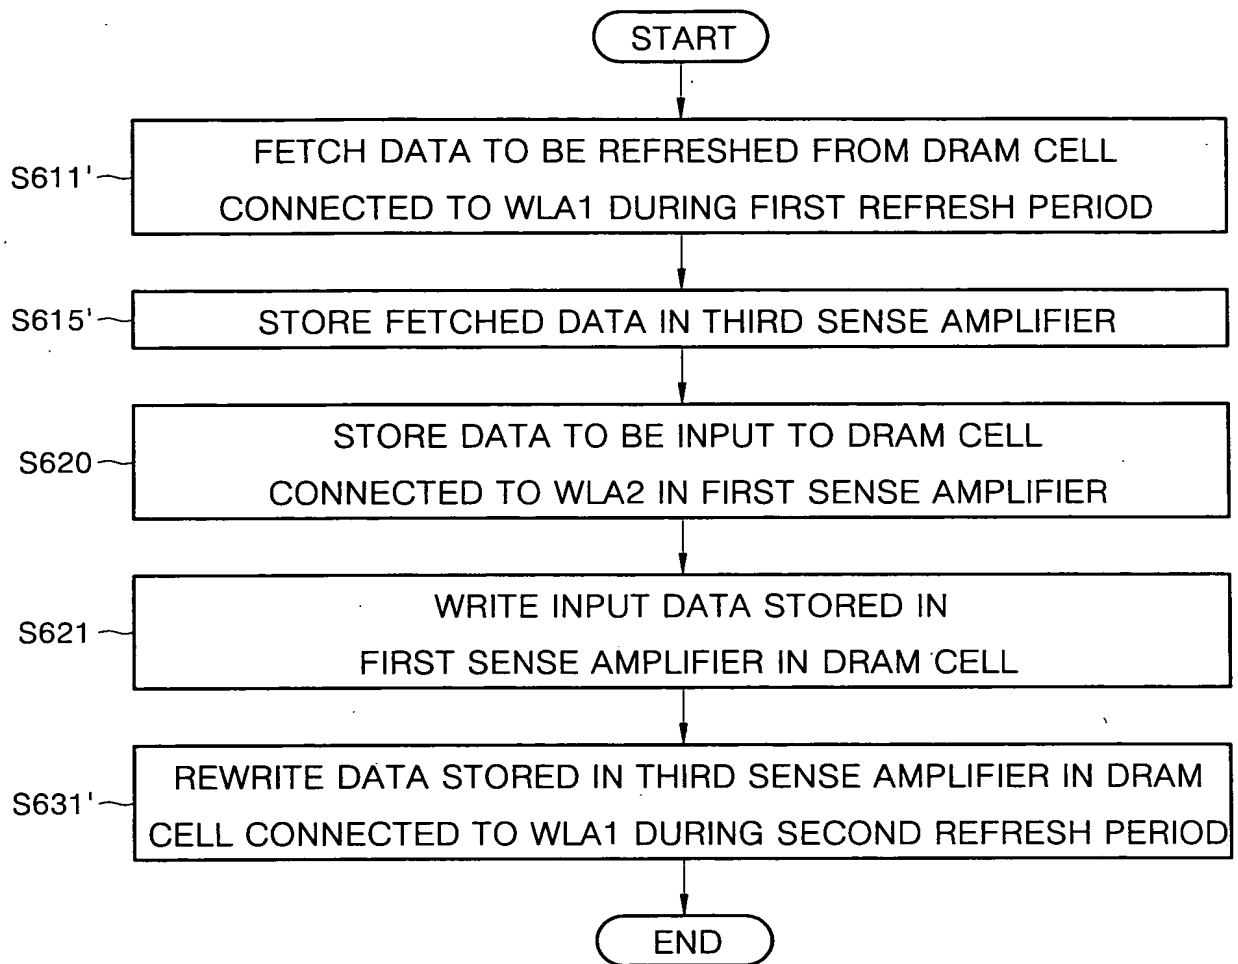 START
S611'
FETCH DATA TO BE REFRESHED FROM DRAM CELL
CONNECTED TO WLA1 DURING FIRST REFRESH PERIOD
S615'
STORE FETCHED DATA IN THIRD SENSE AMPLIFIER
S620
STORE DATA TO BE INPUT TO DRAM CELL
CONNECTED TO WLA2 IN FIRST SENSE AMPLIFIER
S621
WRITE INPUT DATA STORED IN
FIRST SENSE AMPLIFIER IN DRAM CELL
S631'
REWRITE DATA STORED IN THIRD SENSE AMPLIFIER IN DRAM
CELL CONNECTED TO WLA1 DURING SECOND REFRESH PERIOD
END